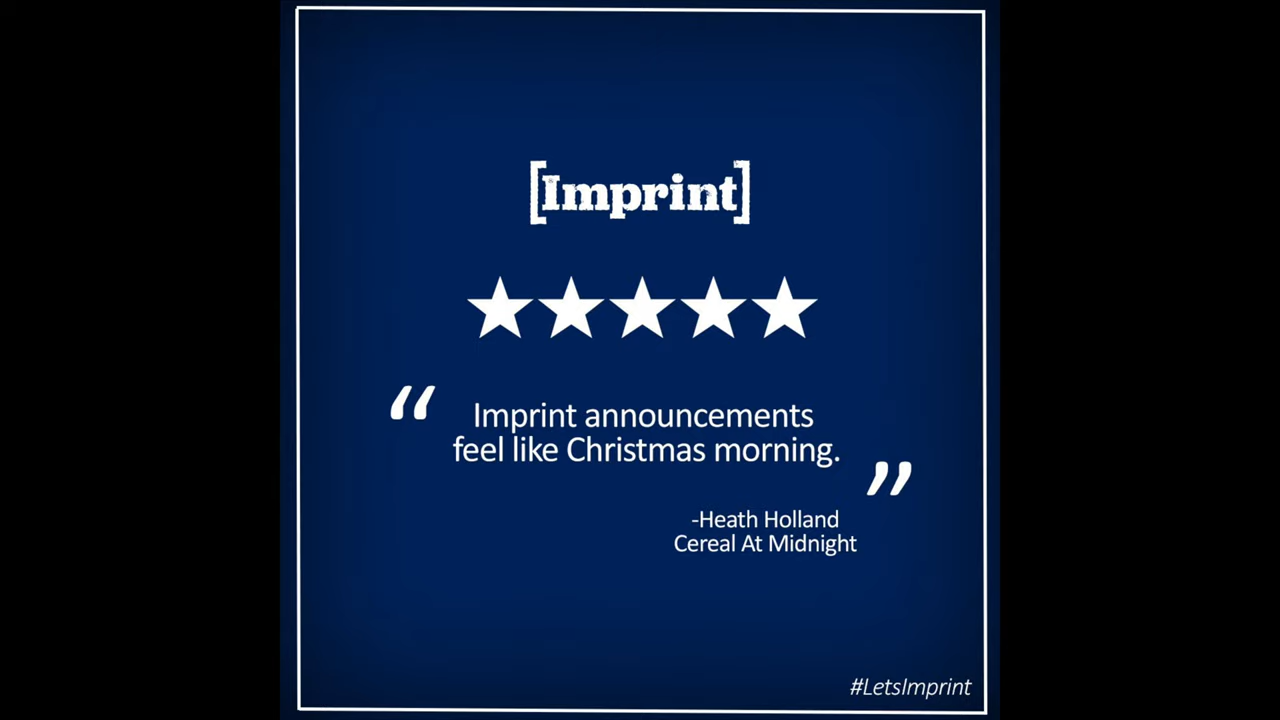 [Imprint]
“ Imprint announcements
feel like Christmas morning. ”
-Heath Holland
Cereal At Midnight
#LetsImprint